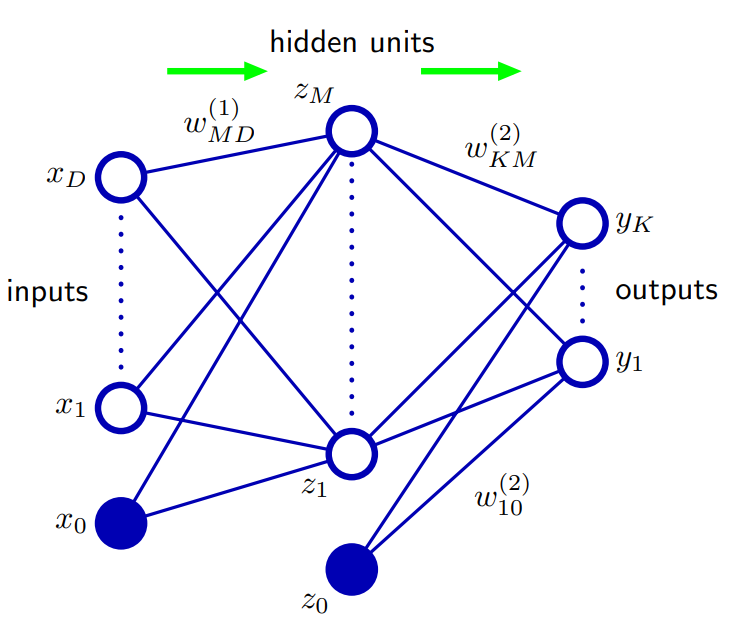 hidden units
z_M
w_{MD}^{(1)}
w_{KM}^{(2)}
x_D
y_K
inputs
outputs
y_1
x_1
z_1
w_{10}^{(2)}
x_0
z_0